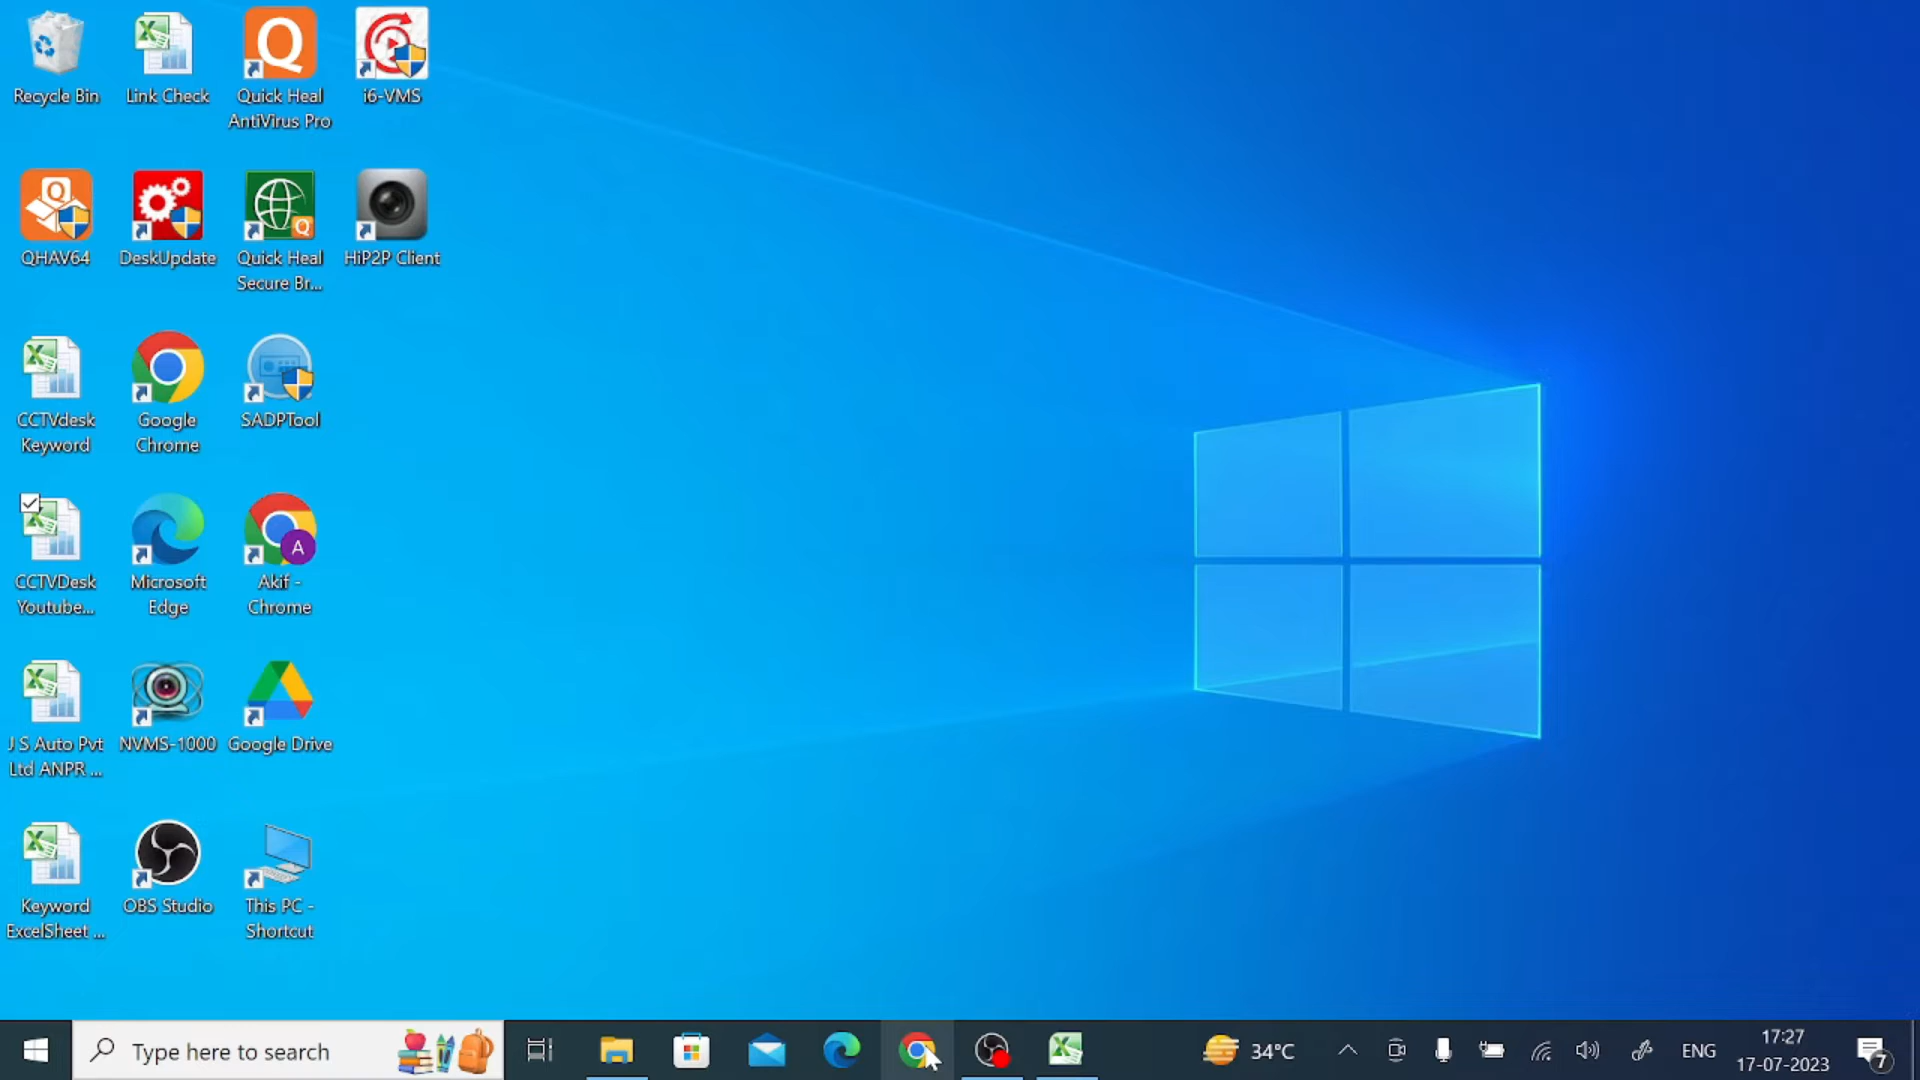 Recycle Bin
Link Check
Quick Heal
AntiVirus Pro
i6-VMS
QHAV64
DeskUpdate
Quick Heal
Secure Br...
HiP2P Client
CCTVdesk
Keyword
Google
Chrome
SADPTool
CCTVDesk
Youtube...
Microsoft
Edge
A
Akif -
Chrome
J S Auto Pvt
Ltd ANPR ...
NVMS-1000
Google Drive
Keyword
ExcelSheet ...
OBS Studio
This PC -
Shortcut
Type here to search
34°C
ENG
17:27
17-07-2023
7